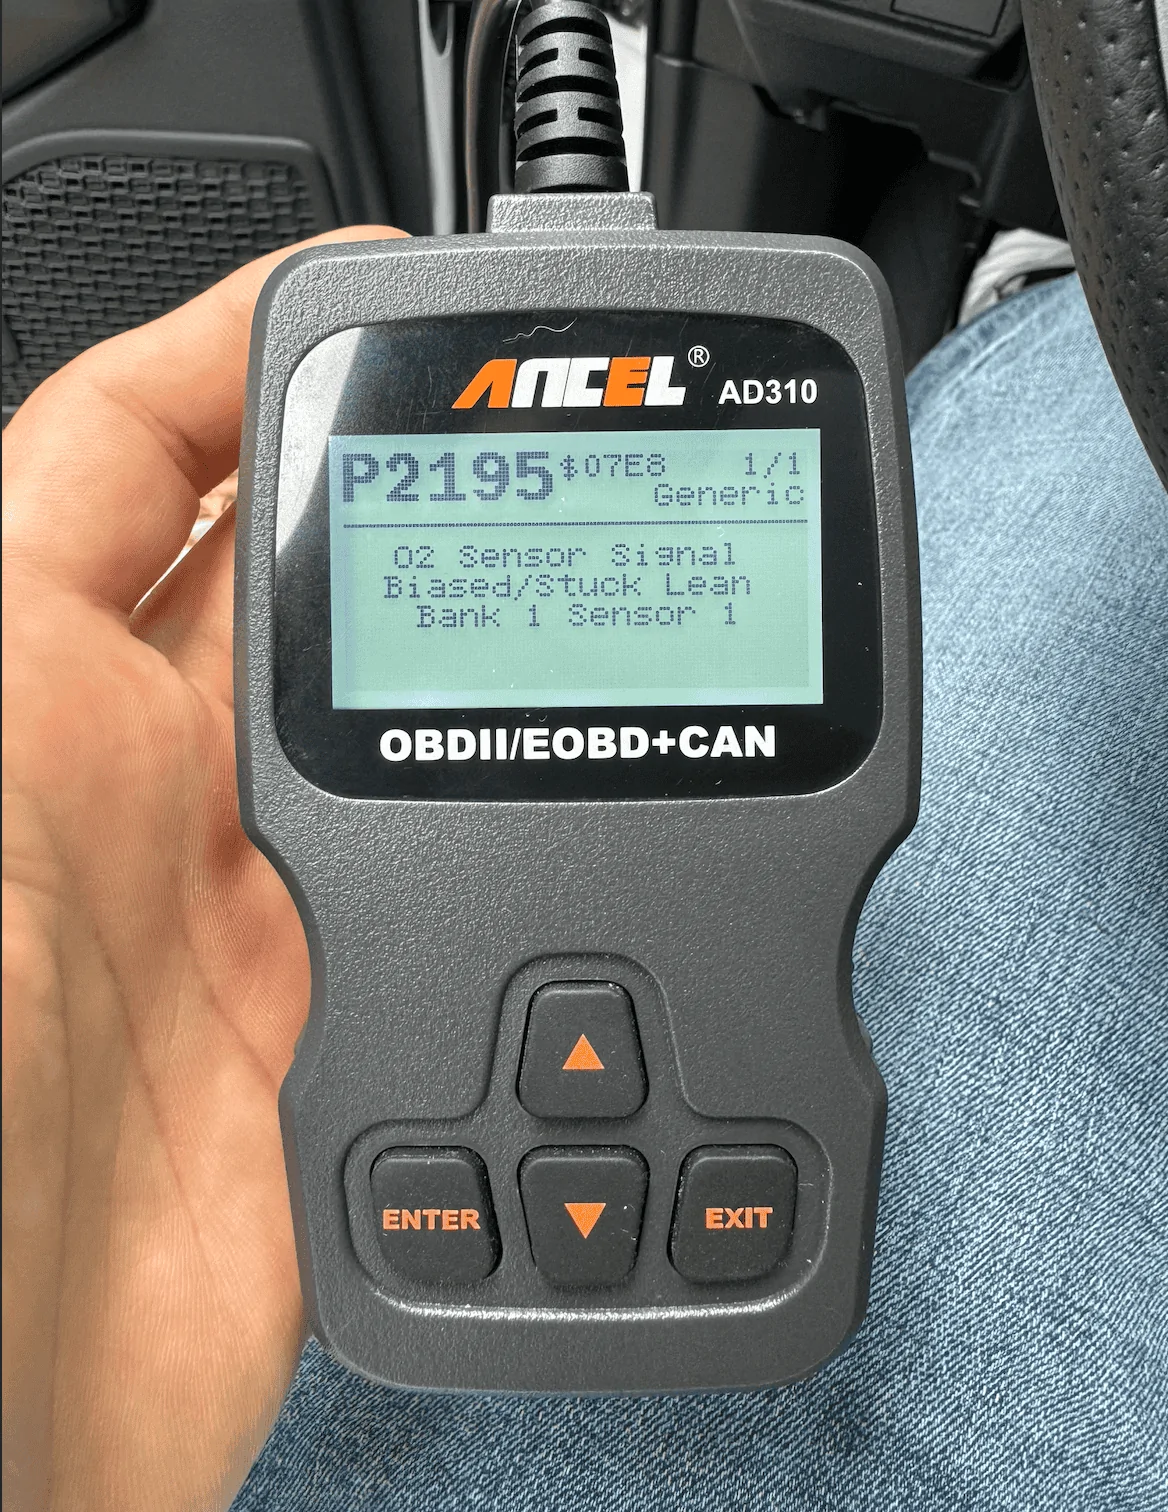 ANCEL® AD310
P2195 $07E8 1/1
Generic
O2 Sensor Signal
Biased/Stuck Lean
Bank 1 Sensor 1
OBDII/EOBD+CAN
ENTER EXIT